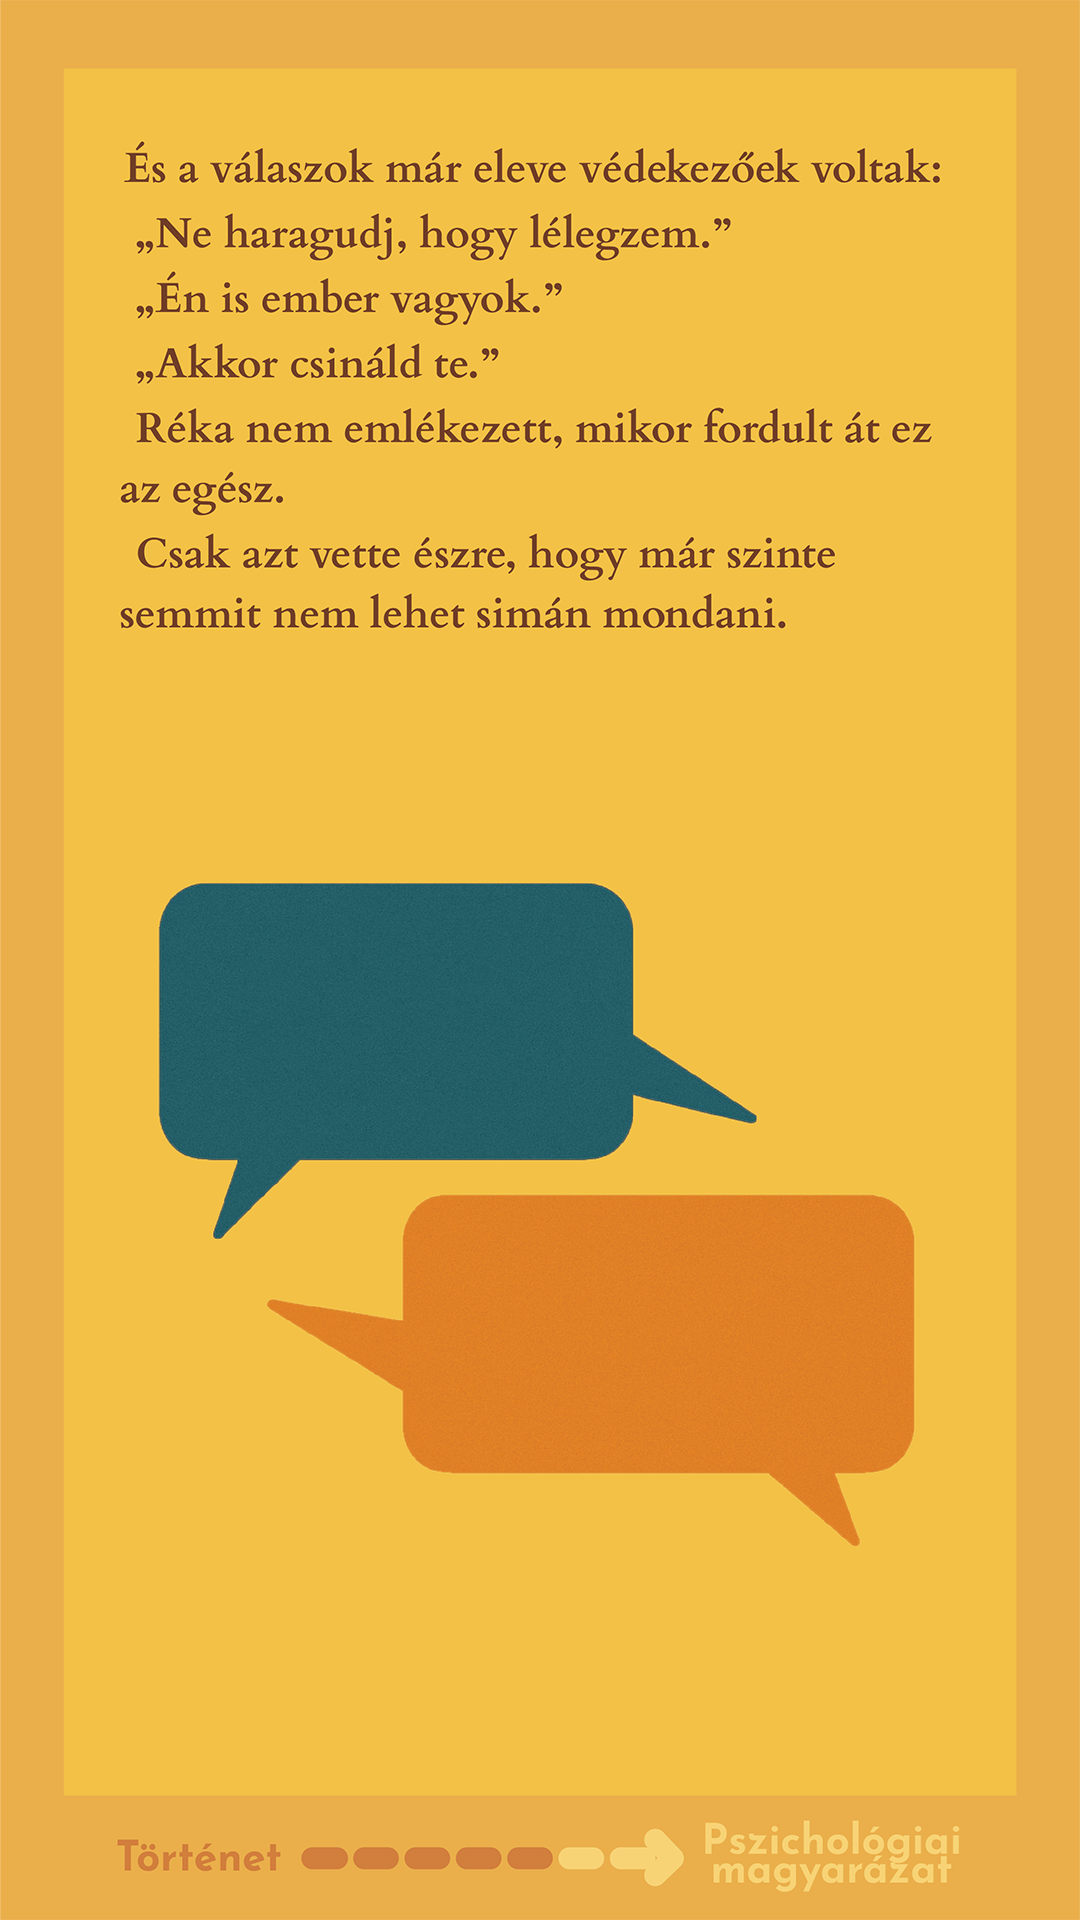 És a válaszok már eleve védekezőek voltak:
„Ne haragudj, hogy lélegzem.”
„Én is ember vagyok.”
„Akkor csináld te.”
Réka nem emlékezett, mikor fordult át ez
az egész.
Csak azt vette észre, hogy már szinte
semmit nem lehet simán mondani.
Történet
Pszichológiai
magyarázat